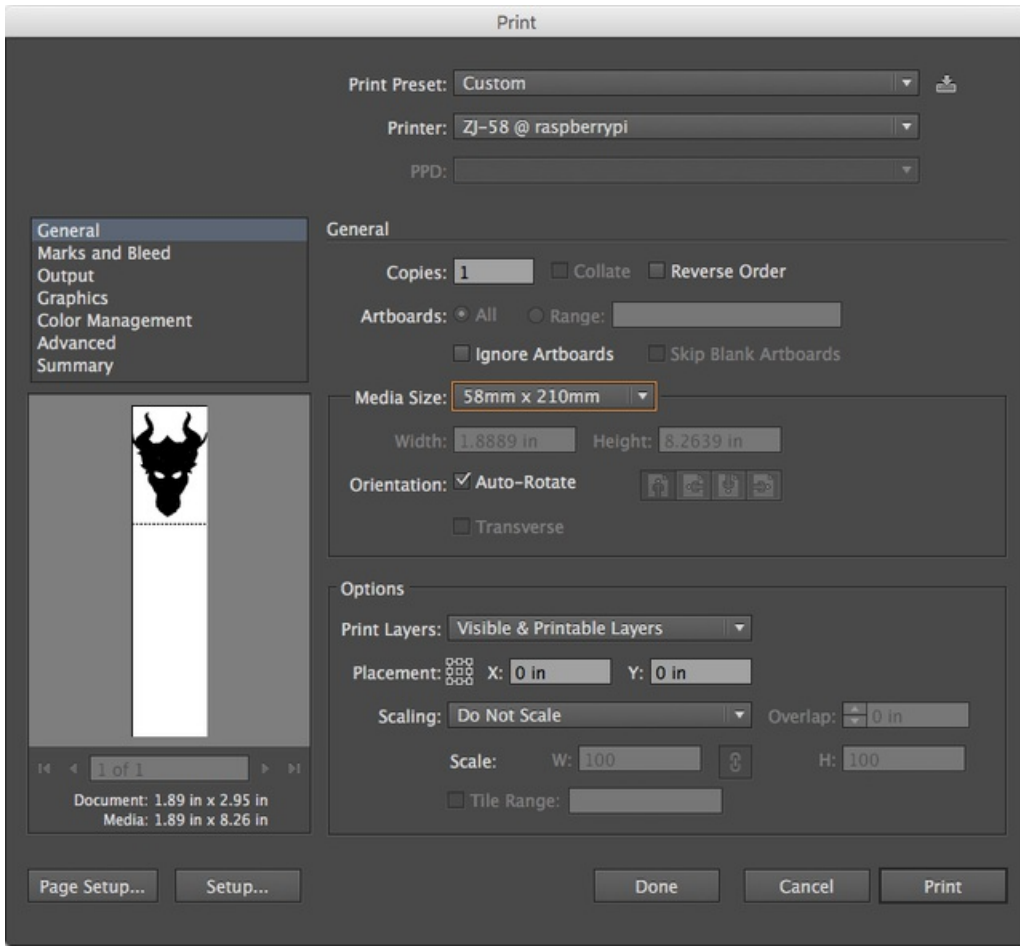 Print
Print Preset: Custom
Printer: ZJ-58 @ raspberrypi
PPD:
General
Marks and Bleed
Output
Graphics
Color Management
Advanced
Summary
General
Copies: 1 Collate Reverse Order
Artboards: All Range:
Ignore Artboards Skip Blank Artboards
Media Size: 58mm x 210mm
Width: 1.8889 in Height: 8.2639 in
Orientation: Auto-Rotate
Transverse
Options
Print Layers: Visible & Printable Layers
Placement: X: 0 in Y: 0 in
Scaling: Do Not Scale Overlap: 0 in
Scale: W: 100 H: 100
Tile Range:
1 of 1
Document: 1.89 in x 2.95 in
Media: 1.89 in x 8.26 in
Page Setup... Setup... Done Cancel Print